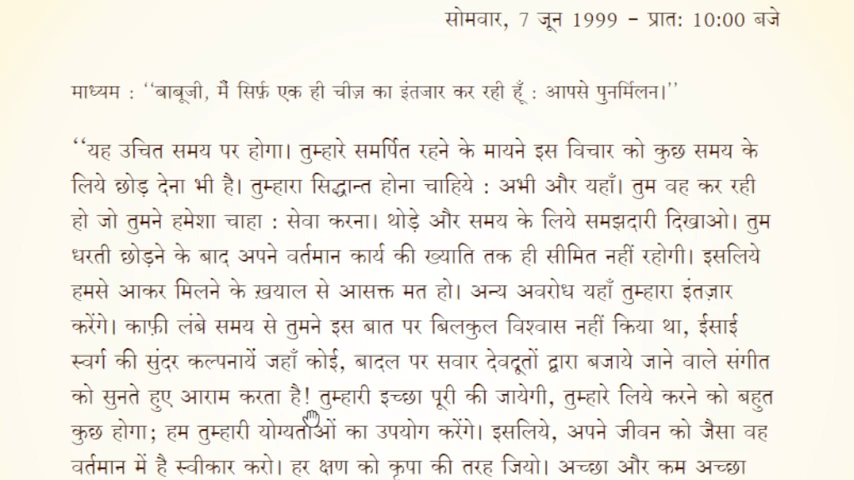 सोमवार, 7 जून 1999 - प्रात: 10:00 बजे
माध्यम : ‘‘बाबूजी, मैं सिर्फ़ एक ही चीज़ का इंतजार कर रही हूँ : आपसे पुनर्मिलन।’’
‘‘यह उचित समय पर होगा। तुम्हारे समर्पित रहने के मायने इस विचार को कुछ समय के
लिये छोड़ देना भी है। तुम्हारा सिद्धान्त होना चाहिये : अभी और यहाँ। तुम वह कर रही
हो जो तुमने हमेशा चाहा : सेवा करना। थोड़े और समय के लिये समझदारी दिखाओ। तुम
धरती छोड़ने के बाद अपने वर्तमान कार्य की ख्याति तक ही सीमित नहीं रहोगी। इसलिये
हमसे आकर मिलने के ख़याल से आसक्त मत हो। अन्य अवरोध यहाँ तुम्हारा इंतज़ार
करेंगे। काफ़ी लंबे समय से तुमने इस बात पर बिलकुल विश्वास नहीं किया था, ईसाई
स्वर्ग की सुंदर कल्पनायें जहाँ कोई, बादल पर सवार देवदूतों द्वारा बजाये जाने वाले संगीत
को सुनते हुए आराम करता है! तुम्हारी इच्छा पूरी की जायेगी, तुम्हारे लिये करने को बहुत
कुछ होगा; हम तुम्हारी योग्यताओं का उपयोग करेंगे। इसलिये, अपने जीवन को जैसा वह
वर्तमान में है स्वीकार करो। हर क्षण को कृपा की तरह जियो। अच्छा और कम अच्छा